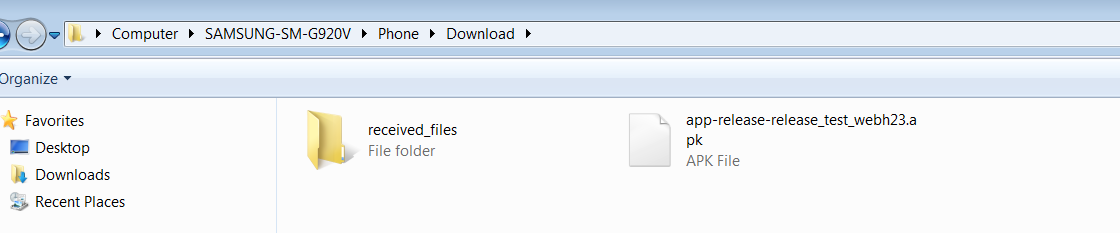 Computer SAMSUNG-SM-G920V Phone Download
Organize
Favorites
Desktop
Downloads
Recent Places
received_files
File folder
app-release-release_test_webh23.a
pk
APK File